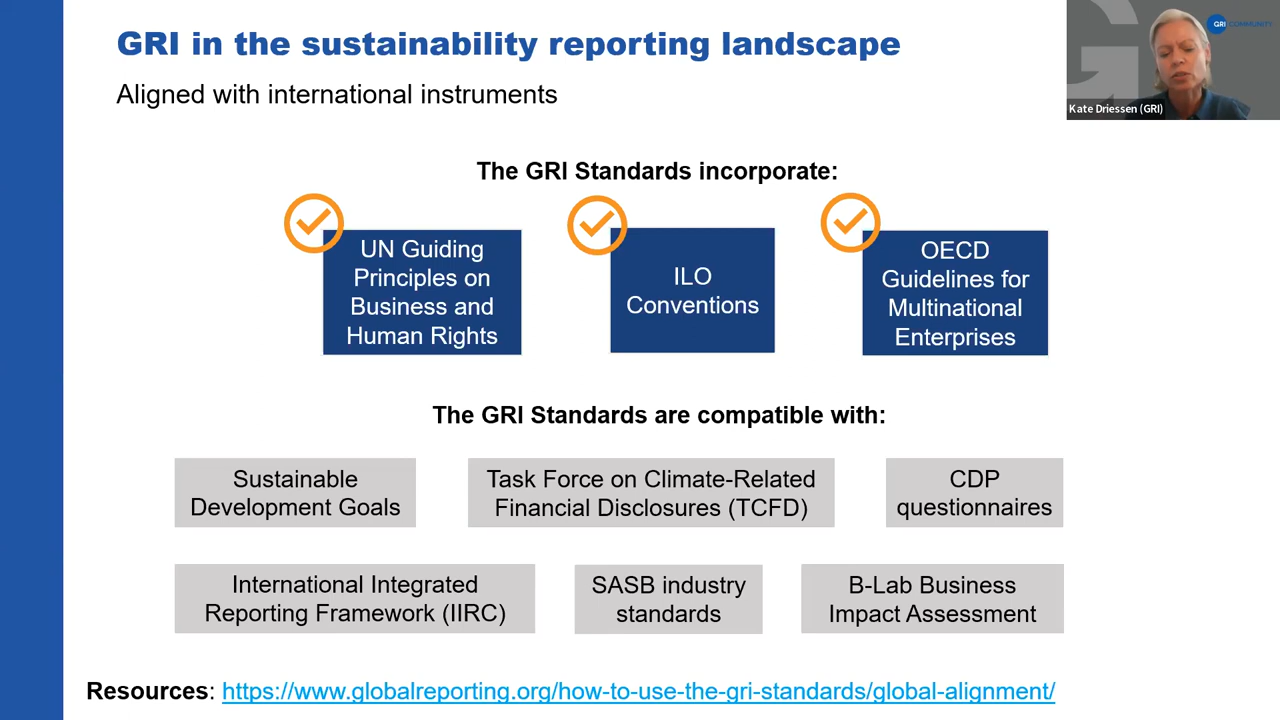 GRI in the sustainability reporting landscape
Aligned with international instruments
GRI COMMUNITY
Kate Driessen (GRI)
The GRI Standards incorporate:
UN Guiding
Principles on
Business and
Human Rights
ILO
Conventions
OECD
Guidelines for
Multinational
Enterprises
The GRI Standards are compatible with:
Sustainable
Development Goals
Task Force on Climate-Related
Financial Disclosures (TCFD)
CDP
questionnaires
International Integrated
Reporting Framework (IIRC)
SASB industry
standards
B-Lab Business
Impact Assessment
Resources: https://www.globalreporting.org/how-to-use-the-gri-standards/global-alignment/